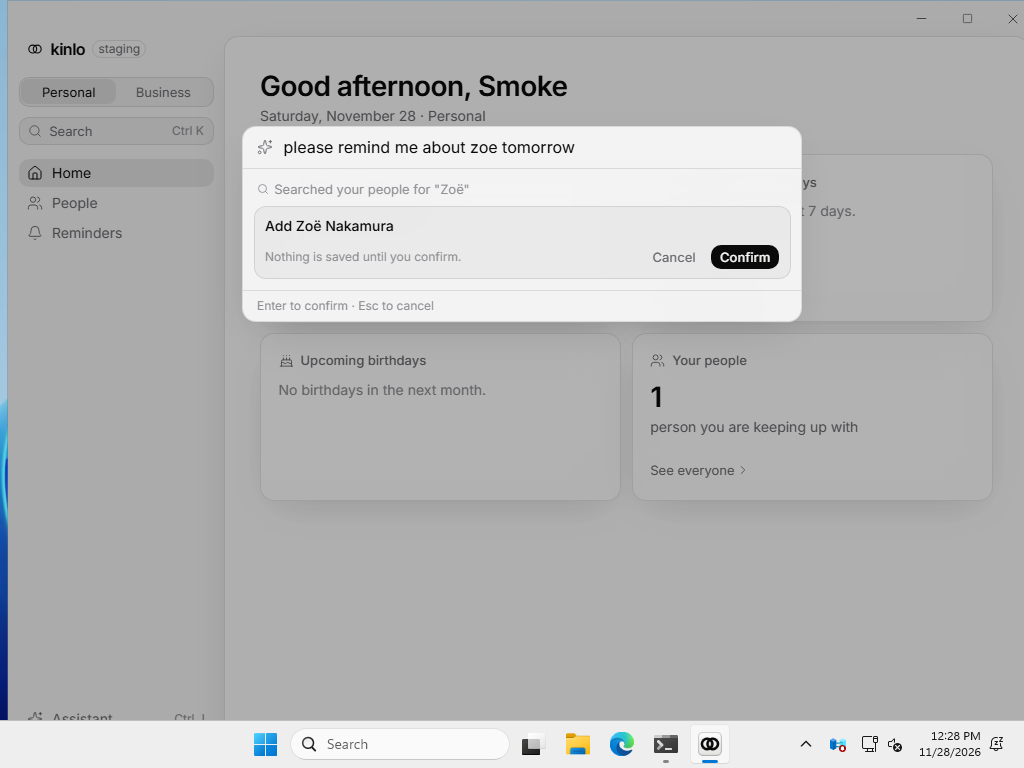 kinlo staging
Personal Business
Search Ctrl K
Home
People
Reminders
Good afternoon, Smoke
Saturday, November 28 · Personal
please remind me about zoe tomorrow
Searched your people for "Zoë"
Add Zoë Nakamura
Nothing is saved until you confirm.
Cancel Confirm
Enter to confirm · Esc to cancel
7 days.
Upcoming birthdays
No birthdays in the next month.
Your people
1
person you are keeping up with
See everyone
Assistant
Search
12:28 PM
11/28/2026